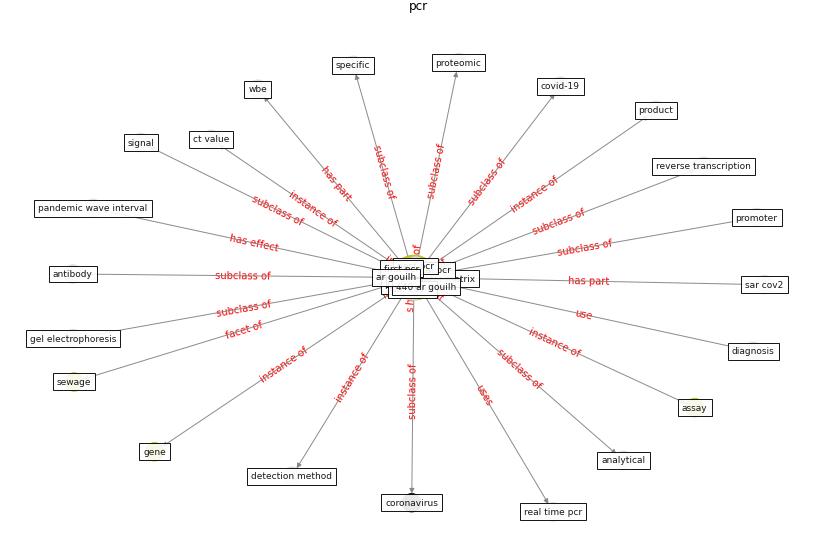 pcr
specific
proteomic
wbe
covid-19
product
ct value
signal
reverse transcription
subclass of
subclass of
has part
subclass of
instance of
instance of
subclass of
pandemic wave interval
subclass of
promoter
has effect
subclass of
of
pcr
first pcr
pcr
antibody
subclass of
ar gouilh
trix
has part
sar cov2
440 ar gouilh
gel electrophoresis
subclass of
facet of
use
diagnosis
instance of
sewage
instance of
instance of
subclass of
subclass of
uses
assay
gene
analytical
detection method
coronavirus
real time pcr